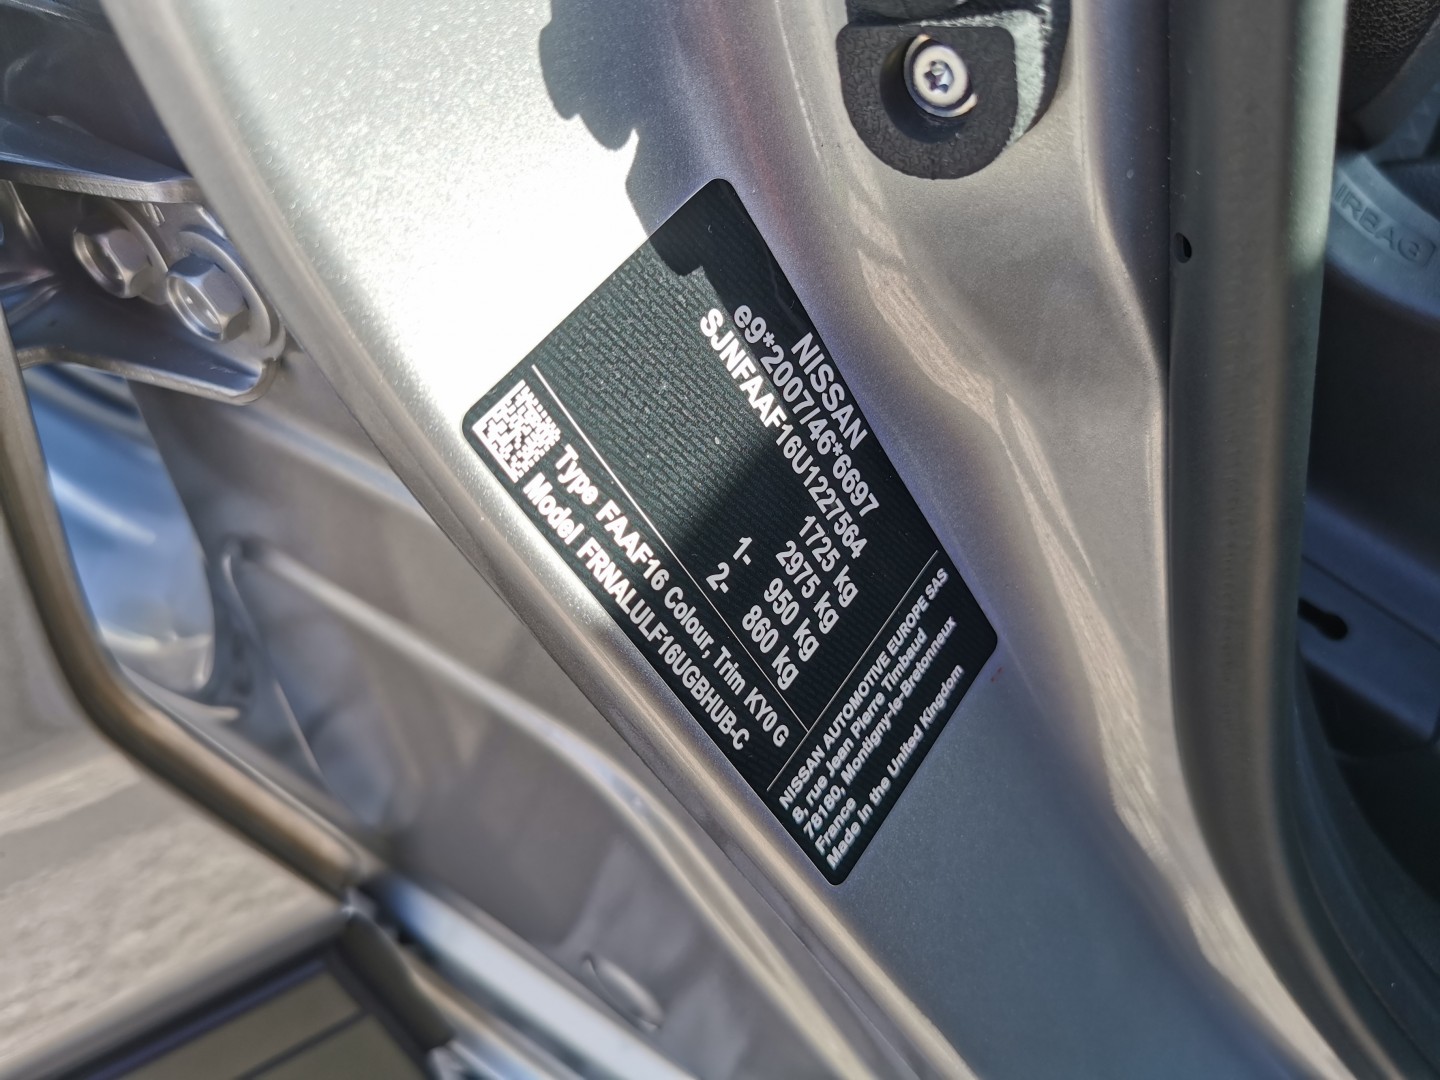 NISSAN
e9*2007/46*6697
SJNFAAF16U1227564
1725 kg
2975 kg
1- 950 kg
2- 860 kg
Type FAAF16 Colour, Trim KY0 G
Model FRNALULF16UGBHUB-C
NISSAN AUTOMOTIVE EUROPE SAS
8, rue Jean Pierre Timbaud
78180, Montigny-le-Bretonneux
France
Made in the United Kingdom
AIRBAG